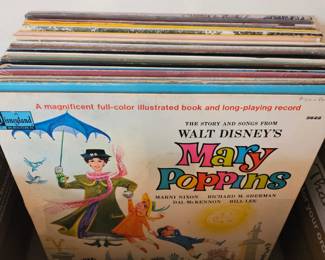 Disneyland
A magnificent full-color illustrated book and long-playing record
3922
THE STORY AND SONGS FROM
WALT DISNEY'S
Mary
Poppins
MARNI NIXON RICHARD M. SHERMAN
DAL McKENNON BILL LEE